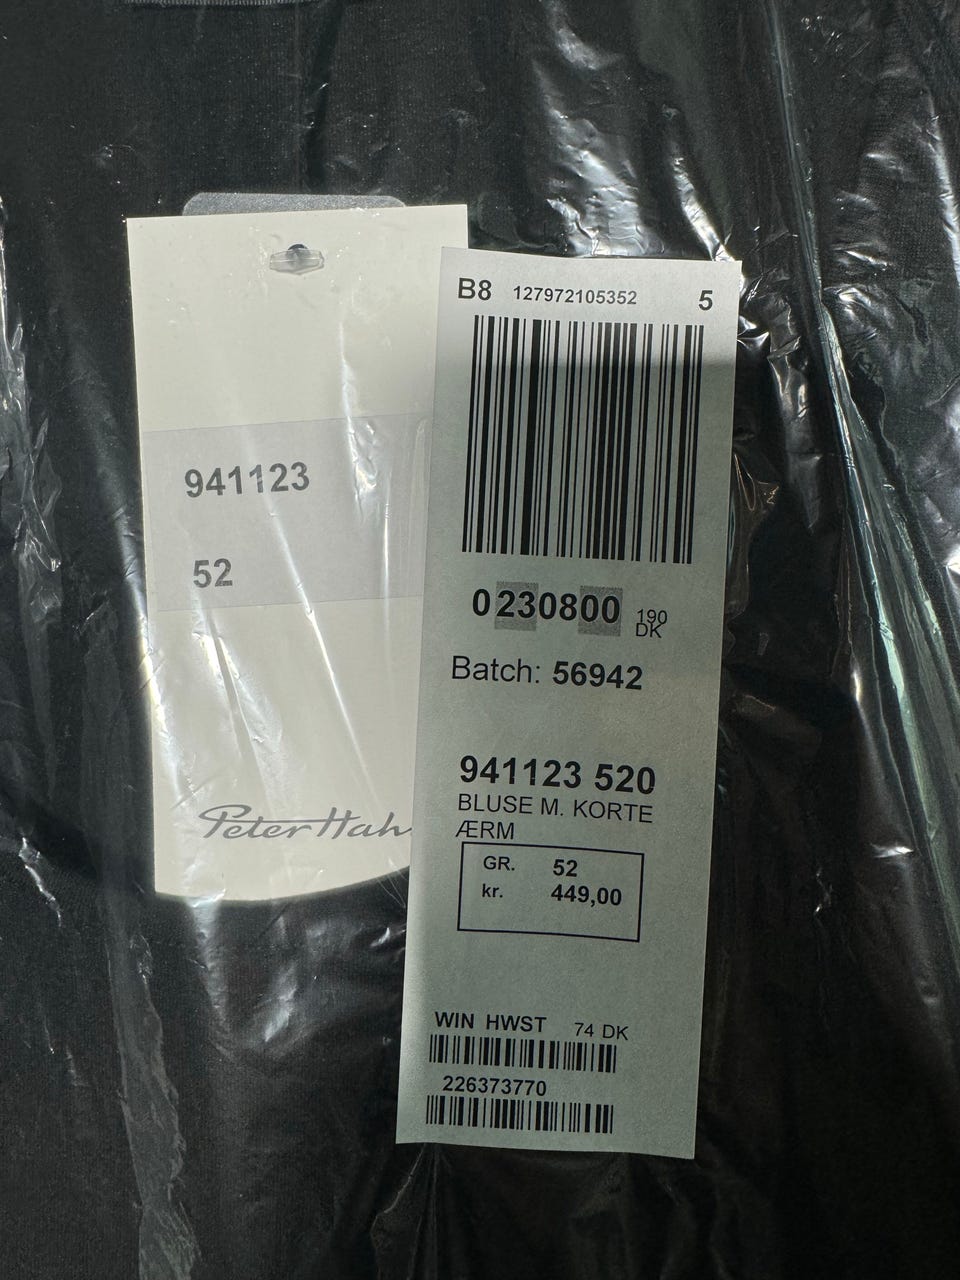 941123
52
Peter Hah
B8 127972105352 5
0230800 190 DK
Batch: 56942
941123 520
BLUSE M. KORTE
ÆRM
GR. 52
kr. 449,00
WIN HWST 74 DK
226373770